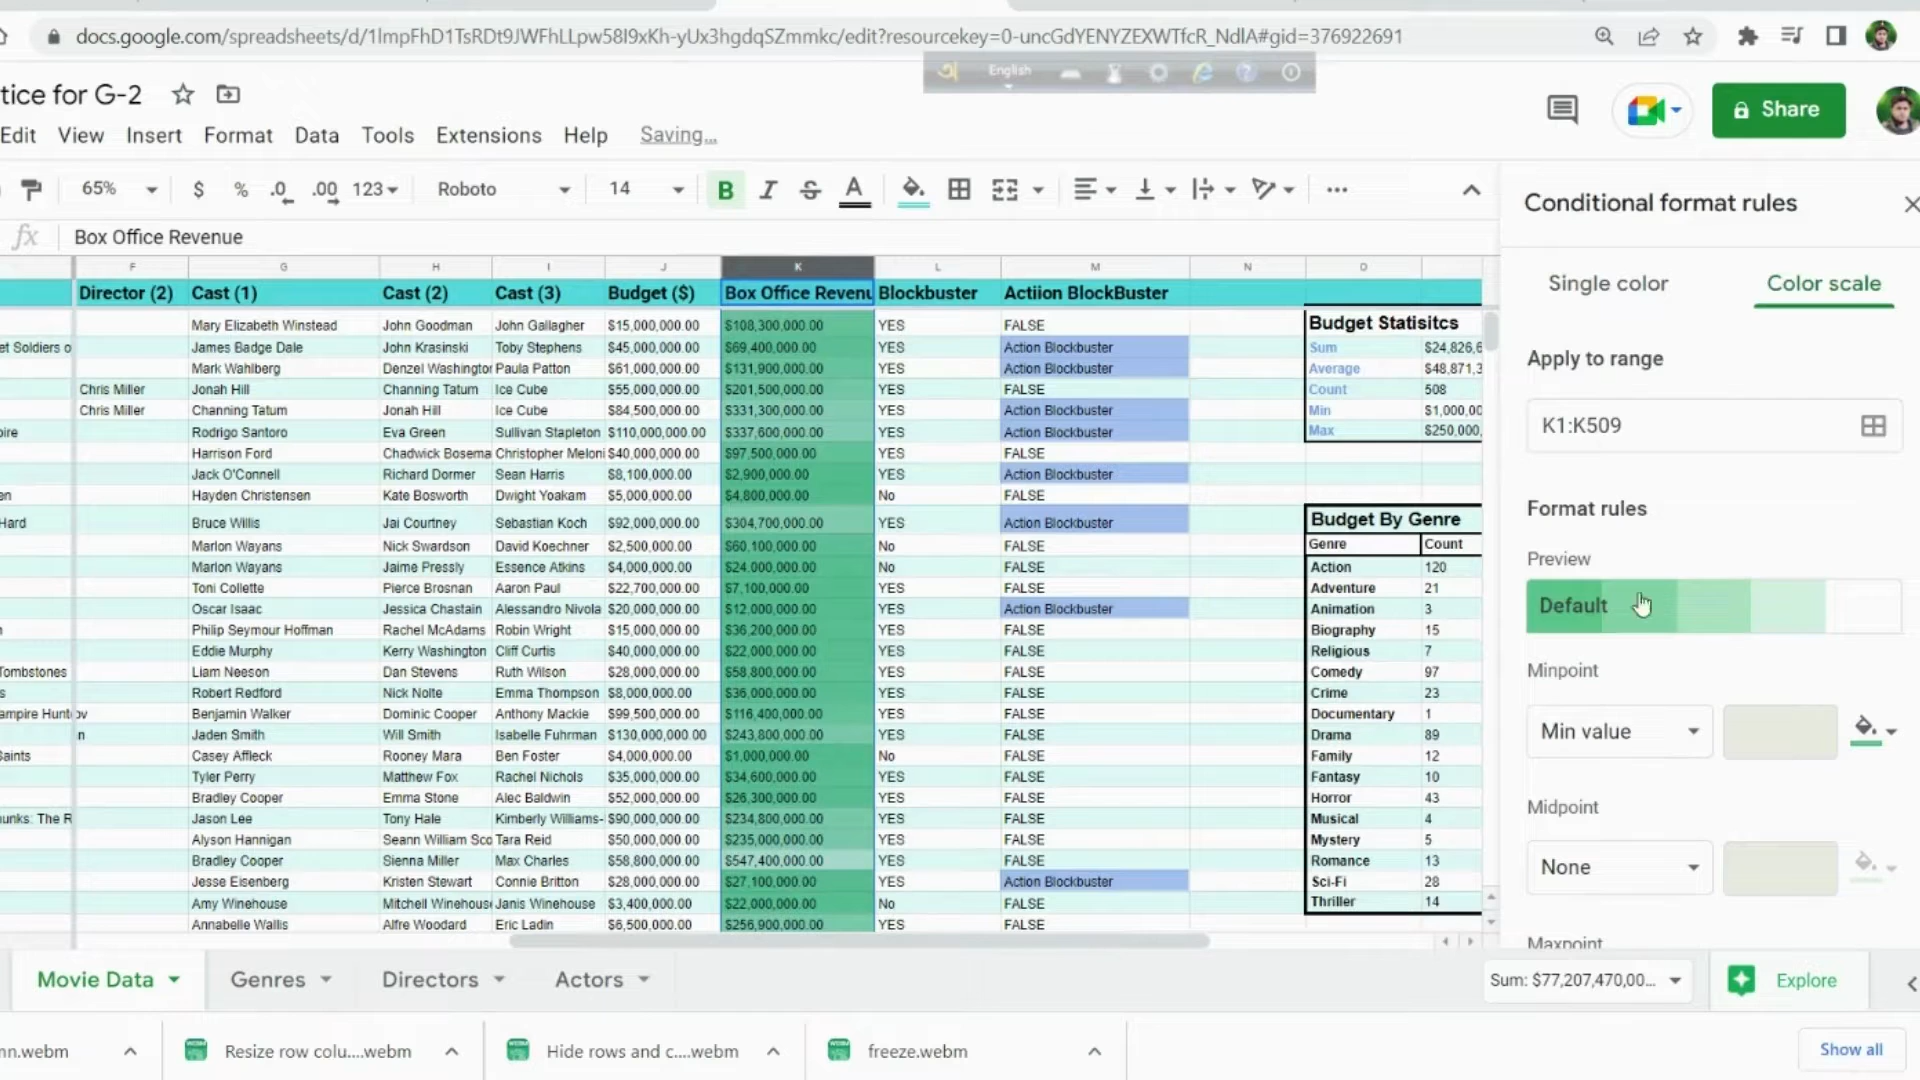 docs.google.com/spreadsheets/d/1lmpFhD1TsRDt9JWFhLLpw58l9xKh-yUx3hgdqSZmmkc/edit?resourcekey=0-uncGdYENYZEXWTfcR_NdlA#gid=376922691
English
tice for G-2
Share
Edit View Insert Format Data Tools Extensions Help Saving...
65% $ % .0 .00 123 Roboto 14 B I S A
Conditional format rules
fx Box Office Revenue
F G H I J K L M N O
Single color Color scale
Director (2) Cast (1) Cast (2) Cast (3) Budget ($) Box Office Revenu Blockbuster Actiion BlockBuster
Mary Elizabeth Winstead John Goodman John Gallagher $15,000,000.00 $108,300,000.00 YES FALSE Budget Statisitcs
et Soldiers o James Badge Dale John Krasinski Toby Stephens $45,000,000.00 $69,400,000.00 YES Action Blockbuster Sum $24,826,6
Mark Wahlberg Denzel Washingtor Paula Patton $61,000,000.00 $131,900,000.00 YES Action Blockbuster Average $48,871,3
Chris Miller Jonah Hill Channing Tatum Ice Cube $55,000,000.00 $201,500,000.00 YES FALSE Count 508
Chris Miller Channing Tatum Jonah Hill Ice Cube $84,500,000.00 $331,300,000.00 YES Action Blockbuster Min $1,000,00
pire Rodrigo Santoro Eva Green Sullivan Stapleton $110,000,000.00 $337,600,000.00 YES Action Blockbuster Max $250,000,
Harrison Ford Chadwick Bosema Christopher Meloni $40,000,000.00 $97,500,000.00 YES FALSE
Jack O'Connell Richard Dormer Sean Harris $8,100,000.00 $2,900,000.00 YES Action Blockbuster
en Hayden Christensen Kate Bosworth Dwight Yoakam $5,000,000.00 $4,800,000.00 No FALSE
Hard Bruce Willis Jai Courtney Sebastian Koch $92,000,000.00 $304,700,000.00 YES Action Blockbuster Budget By Genre
Marlon Wayans Nick Swardson David Koechner $2,500,000.00 $60,100,000.00 No FALSE Genre Count
Marlon Wayans Jaime Pressly Essence Atkins $4,000,000.00 $24,000,000.00 No FALSE Action 120
Toni Collette Pierce Brosnan Aaron Paul $22,700,000.00 $7,100,000.00 YES FALSE Adventure 21
Oscar Isaac Jessica Chastain Alessandro Nivola $20,000,000.00 $12,000,000.00 YES Action Blockbuster Animation 3
Philip Seymour Hoffman Rachel McAdams Robin Wright $15,000,000.00 $36,200,000.00 YES FALSE Biography 15
Eddie Murphy Kerry Washington Cliff Curtis $40,000,000.00 $22,000,000.00 YES FALSE Religious 7
Tombstones Liam Neeson Dan Stevens Ruth Wilson $28,000,000.00 $58,800,000.00 YES FALSE Comedy 97
s Robert Redford Nick Nolte Emma Thompson $8,000,000.00 $36,000,000.00 YES FALSE Crime 23
ampire Hunt ov Benjamin Walker Dominic Cooper Anthony Mackie $99,500,000.00 $116,400,000.00 YES FALSE Documentary 1
n Jaden Smith Will Smith Isabelle Fuhrman $130,000,000.00 $243,800,000.00 YES FALSE Drama 89
Saints Casey Affleck Rooney Mara Ben Foster $4,000,000.00 $1,000,000.00 No FALSE Family 12
Tyler Perry Matthew Fox Rachel Nichols $35,000,000.00 $34,600,000.00 YES FALSE Fantasy 10
Bradley Cooper Emma Stone Alec Baldwin $52,000,000.00 $26,300,000.00 YES FALSE Horror 43
unks: The R Jason Lee Tony Hale Kimberly Williams- $90,000,000.00 $234,800,000.00 YES FALSE Musical 4
Alyson Hannigan Seann William Sco Tara Reid $50,000,000.00 $235,000,000.00 YES FALSE Mystery 5
Bradley Cooper Sienna Miller Max Charles $58,800,000.00 $547,400,000.00 YES FALSE Romance 13
Jesse Eisenberg Kristen Stewart Connie Britton $28,000,000.00 $27,100,000.00 YES Action Blockbuster Sci-Fi 28
Amy Winehouse Mitchell Winehous Janis Winehouse $3,400,000.00 $22,000,000.00 No FALSE Thriller 14
Annabelle Wallis Alfre Woodard Eric Ladin $6,500,000.00 $256,900,000.00 YES FALSE
Apply to range
K1:K509
Format rules
Preview
Default
Minpoint
Min value
Midpoint
None
Maxpoint
Movie Data Genres Directors Actors Sum: $77,207,470,00... Explore
nn.webm Resize row colu....webm Hide rows and c....webm freeze.webm Show all